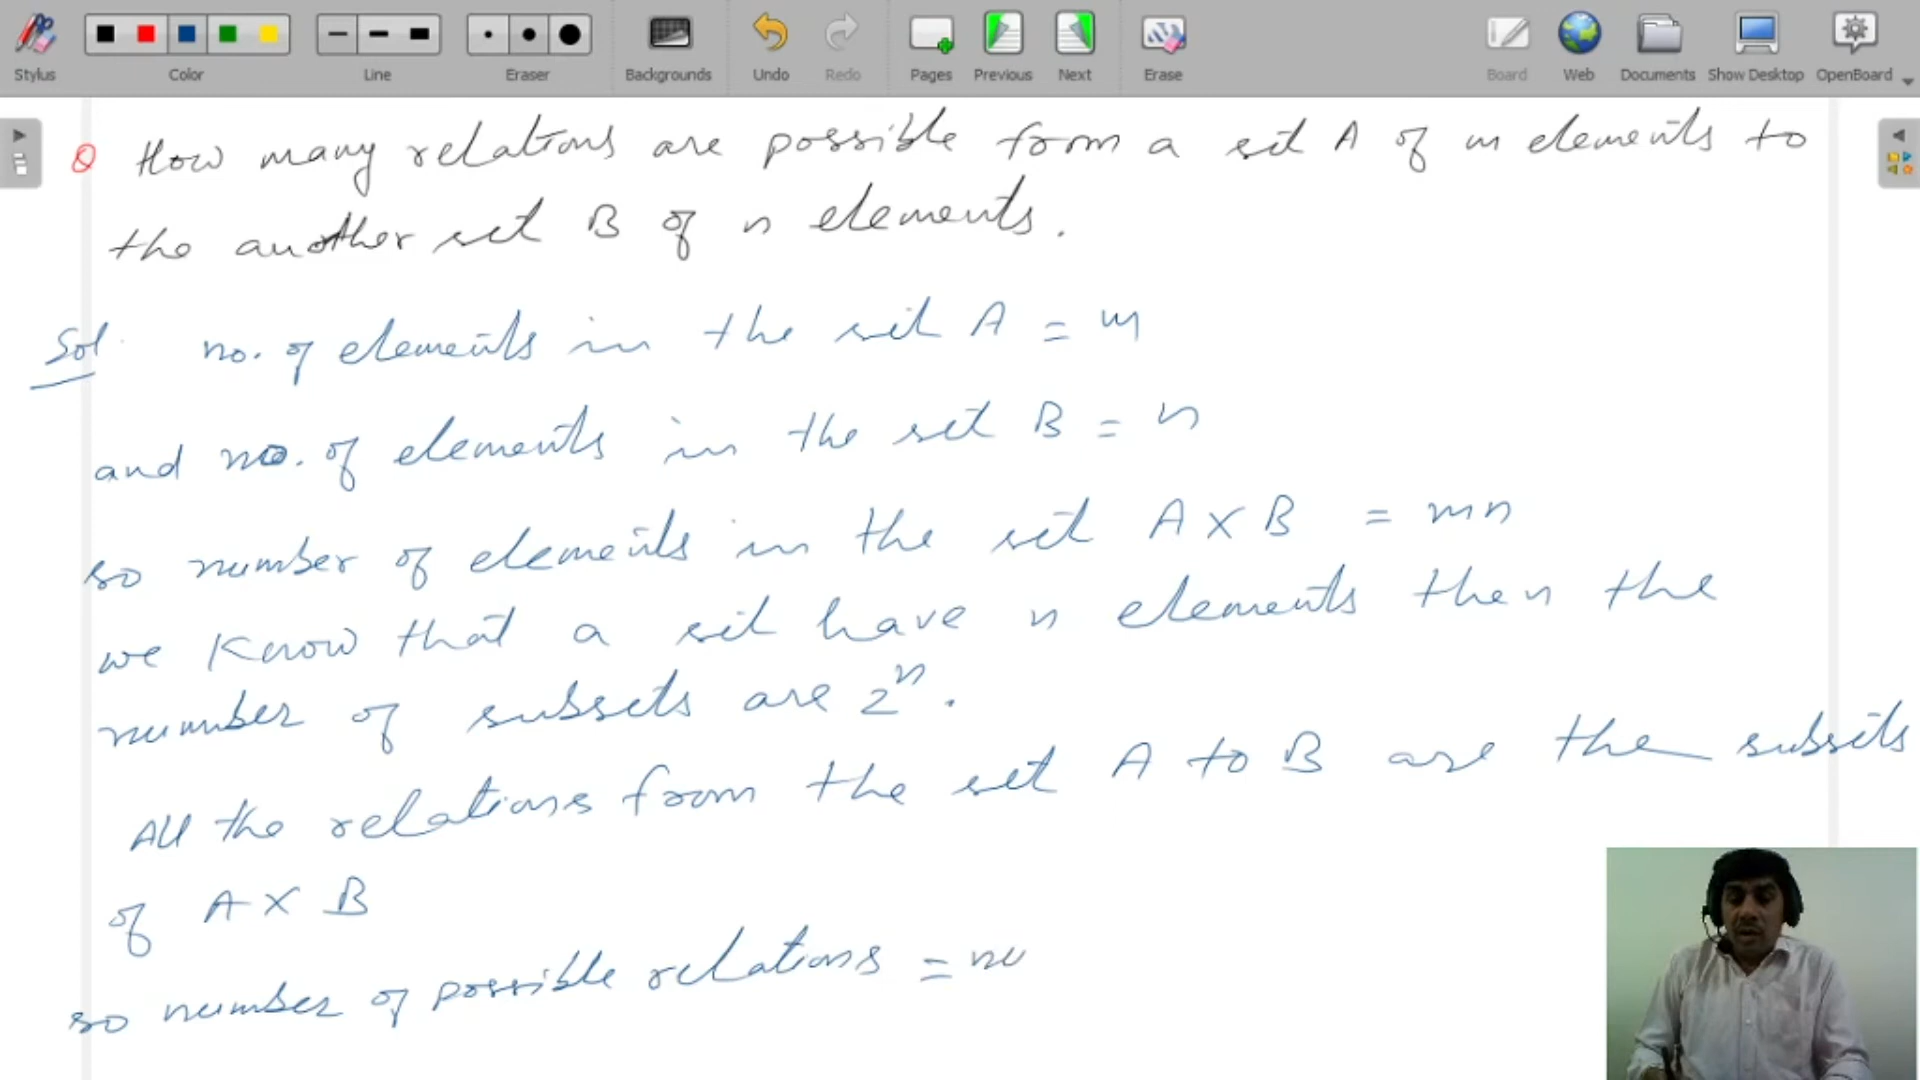 Stylus Color Line Eraser Backgrounds Undo Redo Pages Previous Next Erase Board Web Documents Show Desktop OpenBoard
Q How many relations are possible from a set A of m elements to
the another set B of n elements.
Sol. no. of elements in the set A = m
and no. of elements in the set B = n
so number of elements in the set A X B = mn
we know that a set have n elements then the
number of subsets are 2^n.
All the relations from the set A to B are the subsets
of A X B
so number of possible relations = nu